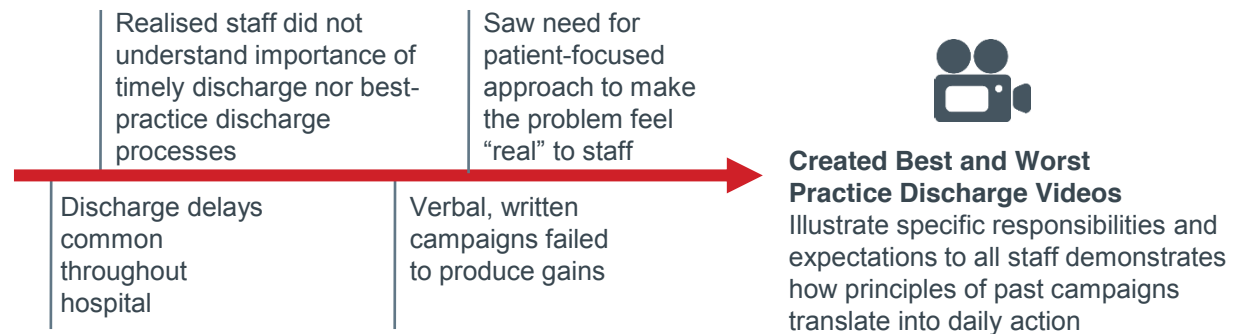 Realised staff did not
understand importance of
timely discharge nor best-
practice discharge
processes
Saw need for
patient-focused
approach to make
the problem feel
“real” to staff
Discharge delays
common
throughout
hospital
Verbal, written
campaigns failed
to produce gains
Created Best and Worst
Practice Discharge Videos
Illustrate specific responsibilities and
expectations to all staff demonstrates
how principles of past campaigns
translate into daily action